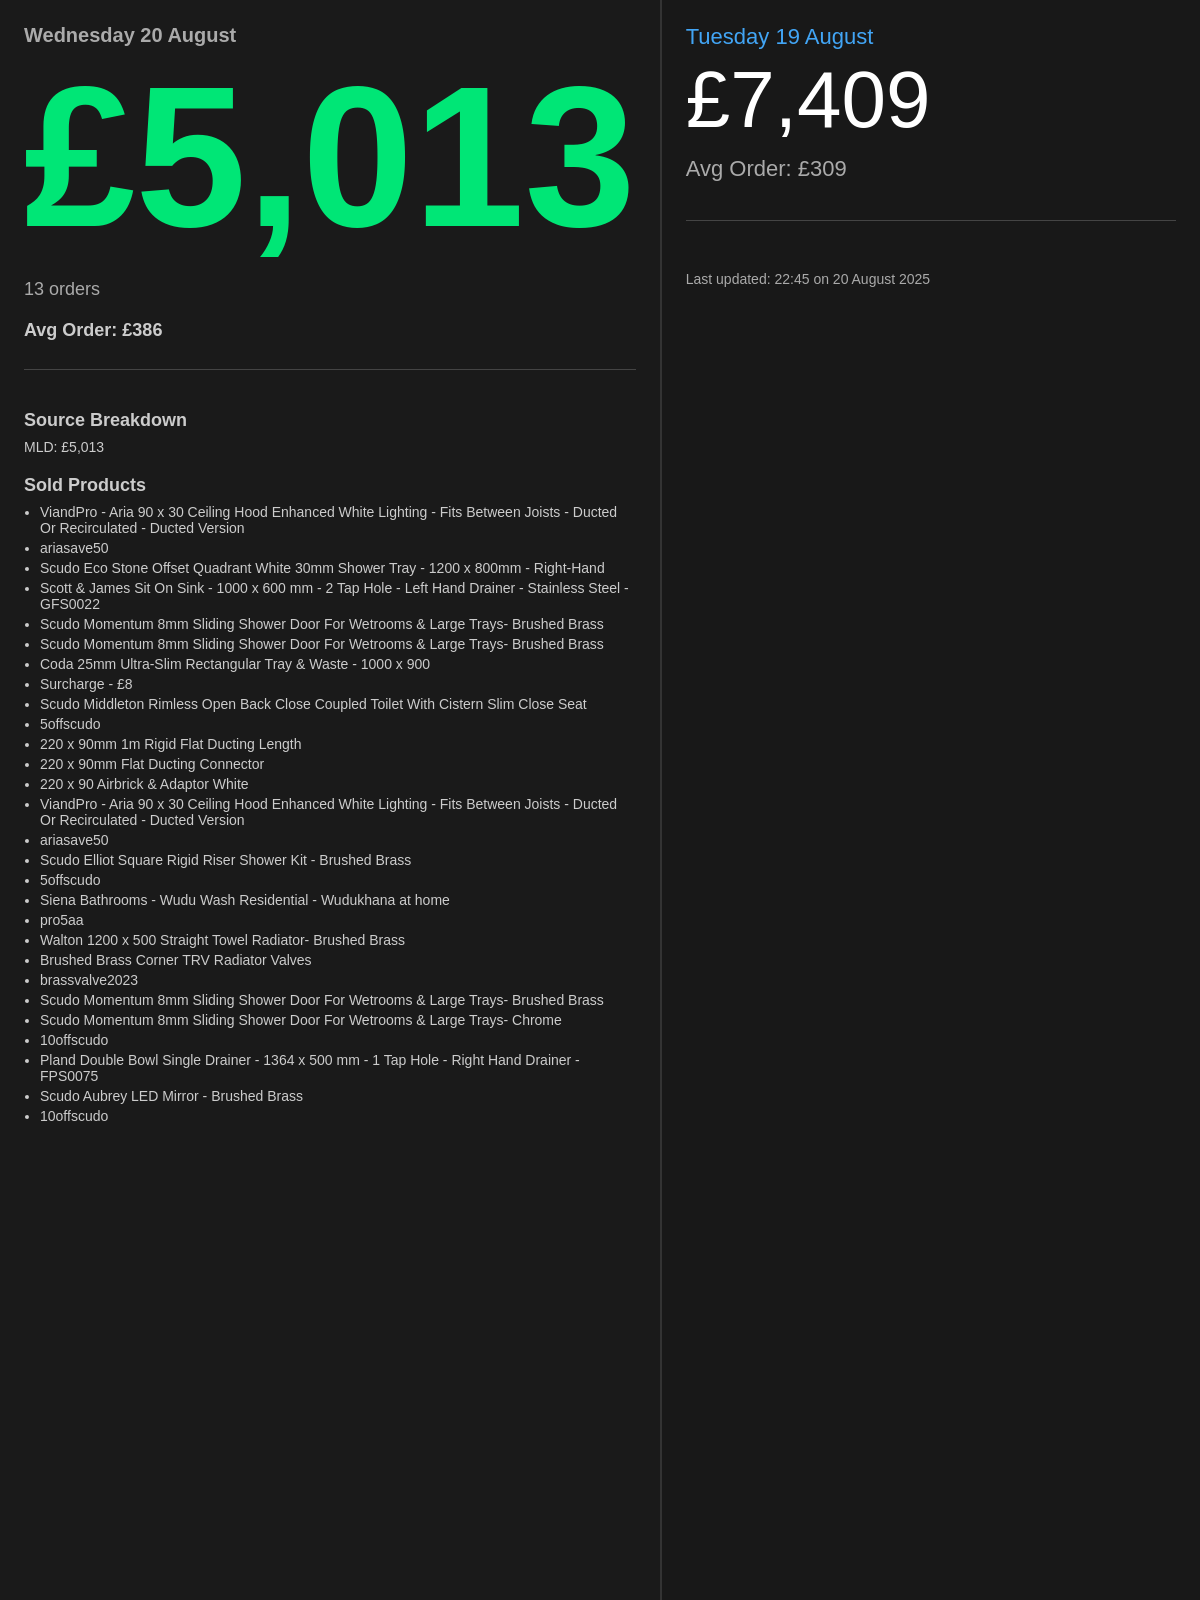 Wednesday 20 August
£5,013
13 orders
Avg Order: £386
Source Breakdown
MLD: £5,013
Sold Products
• ViandPro - Aria 90 x 30 Ceiling Hood Enhanced White Lighting - Fits Between Joists - Ducted
Or Recirculated - Ducted Version
• ariasave50
• Scudo Eco Stone Offset Quadrant White 30mm Shower Tray - 1200 x 800mm - Right-Hand
• Scott & James Sit On Sink - 1000 x 600 mm - 2 Tap Hole - Left Hand Drainer - Stainless Steel -
GFS0022
• Scudo Momentum 8mm Sliding Shower Door For Wetrooms & Large Trays- Brushed Brass
• Scudo Momentum 8mm Sliding Shower Door For Wetrooms & Large Trays- Brushed Brass
• Coda 25mm Ultra-Slim Rectangular Tray & Waste - 1000 x 900
• Surcharge - £8
• Scudo Middleton Rimless Open Back Close Coupled Toilet With Cistern Slim Close Seat
• 5offscudo
• 220 x 90mm 1m Rigid Flat Ducting Length
• 220 x 90mm Flat Ducting Connector
• 220 x 90 Airbrick & Adaptor White
• ViandPro - Aria 90 x 30 Ceiling Hood Enhanced White Lighting - Fits Between Joists - Ducted
Or Recirculated - Ducted Version
• ariasave50
• Scudo Elliot Square Rigid Riser Shower Kit - Brushed Brass
• 5offscudo
• Siena Bathrooms - Wudu Wash Residential - Wudukhana at home
• pro5aa
• Walton 1200 x 500 Straight Towel Radiator- Brushed Brass
• Brushed Brass Corner TRV Radiator Valves
• brassvalve2023
• Scudo Momentum 8mm Sliding Shower Door For Wetrooms & Large Trays- Brushed Brass
• Scudo Momentum 8mm Sliding Shower Door For Wetrooms & Large Trays- Chrome
• 10offscudo
• Pland Double Bowl Single Drainer - 1364 x 500 mm - 1 Tap Hole - Right Hand Drainer -
FPS0075
• Scudo Aubrey LED Mirror - Brushed Brass
• 10offscudo
Tuesday 19 August
£7,409
Avg Order: £309
Last updated: 22:45 on 20 August 2025